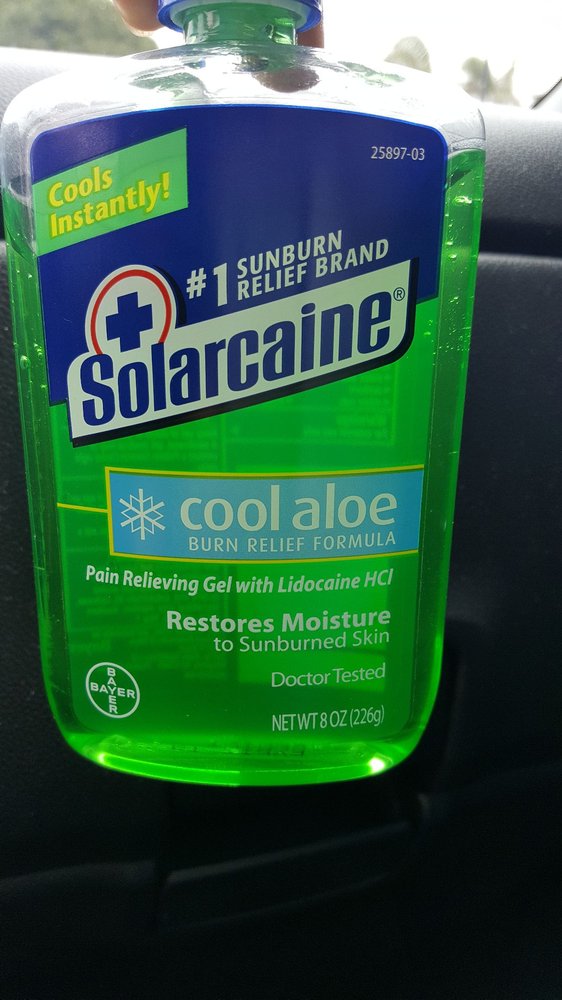 25897-03
Cools
Instantly!
#1 SUNBURN
RELIEF BRAND
Solarcaine®
cool aloe
BURN RELIEF FORMULA
Pain Relieving Gel with Lidocaine HCl
Restores Moisture
to Sunburned Skin
Doctor Tested
BAYER
BAYER
NET WT 8 OZ (226g)